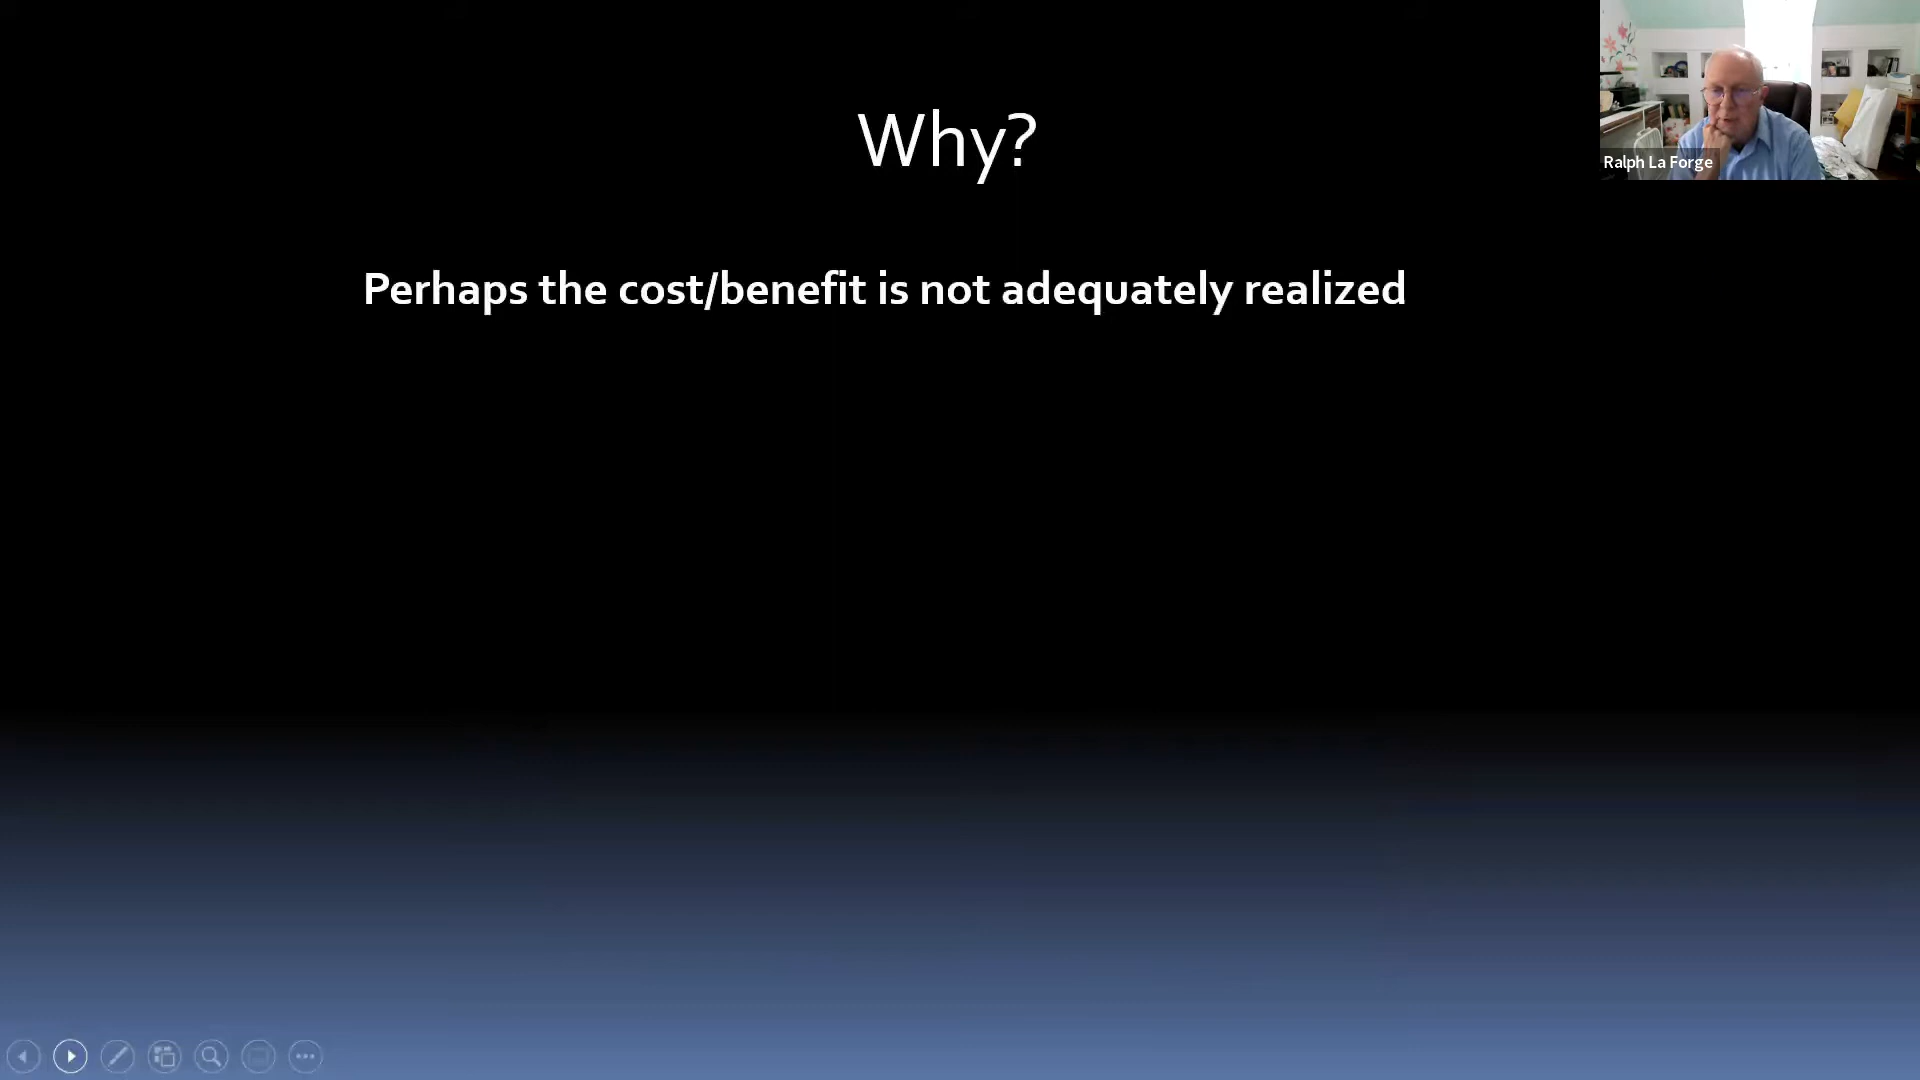 Why?
Ralph La Forge
Perhaps the cost/benefit is not adequately realized